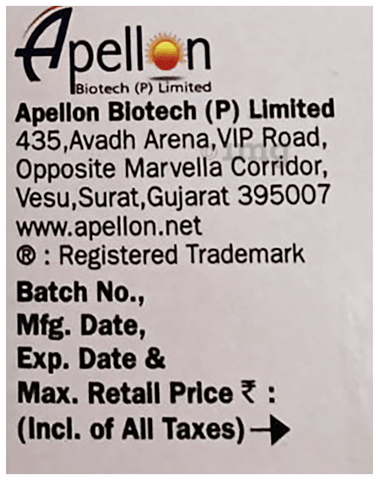 Apellon
Biotech (P) Limited
Apellon Biotech (P) Limited
435,Avadh Arena,VIP Road,
Opposite Marvella Corridor,
Vesu,Surat,Gujarat 395007
www.apellon.net
® : Registered Trademark
Batch No.,
Mfg. Date,
Exp. Date &
Max. Retail Price ₹ :
(Incl. of All Taxes)→